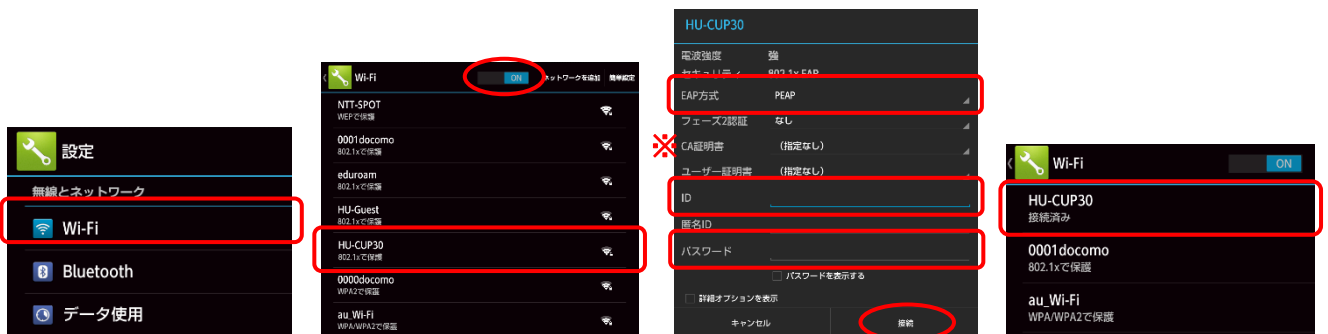 設定
無線とネットワーク
Wi-Fi
Bluetooth
データ使用
Wi-Fi
ON
ネットワークを追加
簡単設定
NTT-SPOT
WEPで保護
0001docomo
802.1xで保護
eduroam
802.1xで保護
HU-Guest
802.1xで保護
HU-CUP30
802.1xで保護
0000docomo
WPA2で保護
au_Wi-Fi
WPA/WPA2で保護
HU-CUP30
電波強度 強
セキュリティ 802.1x EAP
EAP方式 PEAP
フェーズ2認証 なし
※
CA証明書 (指定なし)
ユーザー証明書 (指定なし)
ID
匿名ID
パスワード
パスワードを表示する
詳細オプションを表示
キャンセル 接続
Wi-Fi
ON
HU-CUP30
接続済み
0001docomo
802.1xで保護
au_Wi-Fi
WPA/WPA2で保護